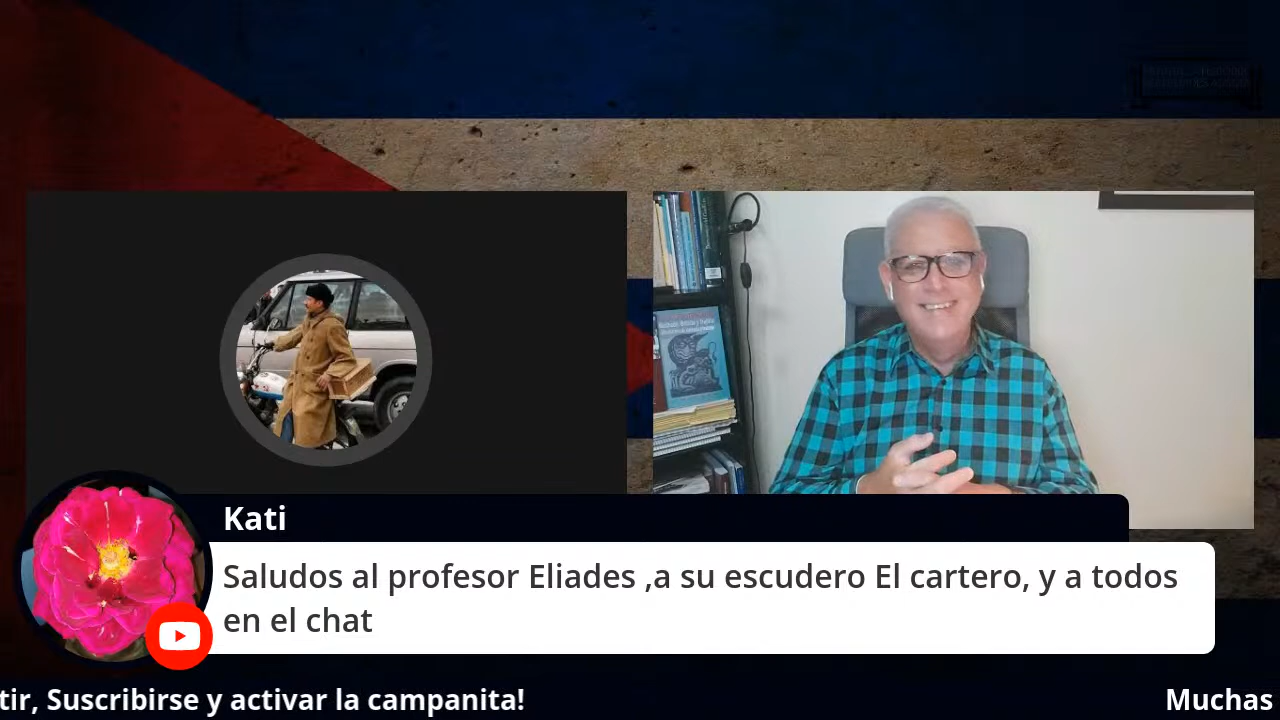 Kati
Saludos al profesor Eliades ,a su escudero El cartero, y a todos
en el chat
tir, Suscribirse y activar la campanita!
Muchas